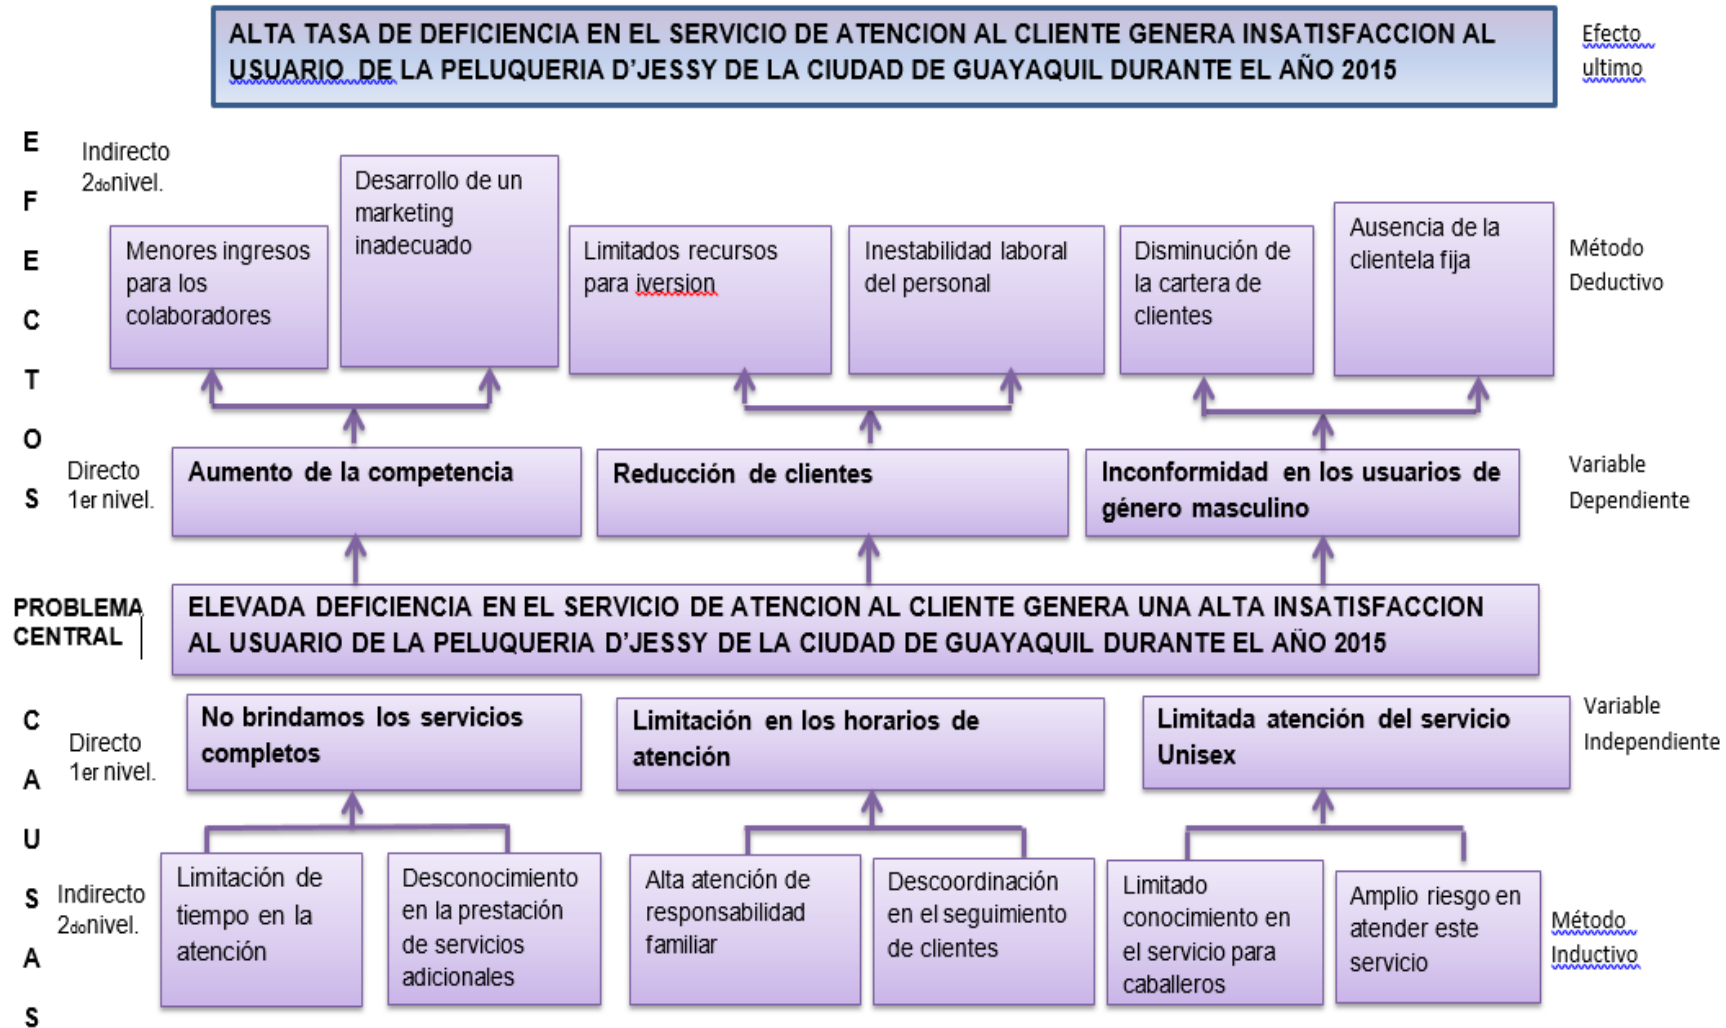 ALTA TASA DE DEFICIENCIA EN EL SERVICIO DE ATENCION AL CLIENTE GENERA INSATISFACCION AL
USUARIO DE LA PELUQUERIA D'JESSY DE LA CIUDAD DE GUAYAQUIL DURANTE EL AÑO 2015
Efecto
ultimo
E
F
E
C
T
O
S
Indirecto
2do nivel.
Menores ingresos
para los
colaboradores
Desarrollo de un
marketing
inadecuado
Limitados recursos
para iversion
Inestabilidad laboral
del personal
Disminución de
la cartera de
clientes
Ausencia de la
clientela fija
Método
Deductivo
Directo
1er nivel.
Aumento de la competencia
Reducción de clientes
Inconformidad en los usuarios de
género masculino
Variable
Dependiente
PROBLEMA
CENTRAL
ELEVADA DEFICIENCIA EN EL SERVICIO DE ATENCION AL CLIENTE GENERA UNA ALTA INSATISFACCION
AL USUARIO DE LA PELUQUERIA D'JESSY DE LA CIUDAD DE GUAYAQUIL DURANTE EL AÑO 2015
C
A
U
S
A
S
Directo
1er nivel.
No brindamos los servicios
completos
Limitación en los horarios de
atención
Limitada atención del servicio
Unisex
Variable
Independiente
Indirecto
2do nivel.
Limitación de
tiempo en la
atención
Desconocimiento
en la prestación
de servicios
adicionales
Alta atención de
responsabilidad
familiar
Descoordinación
en el seguimiento
de clientes
Limitado
conocimiento en
el servicio para
caballeros
Amplio riesgo en
atender este
servicio
Método
Inductivo